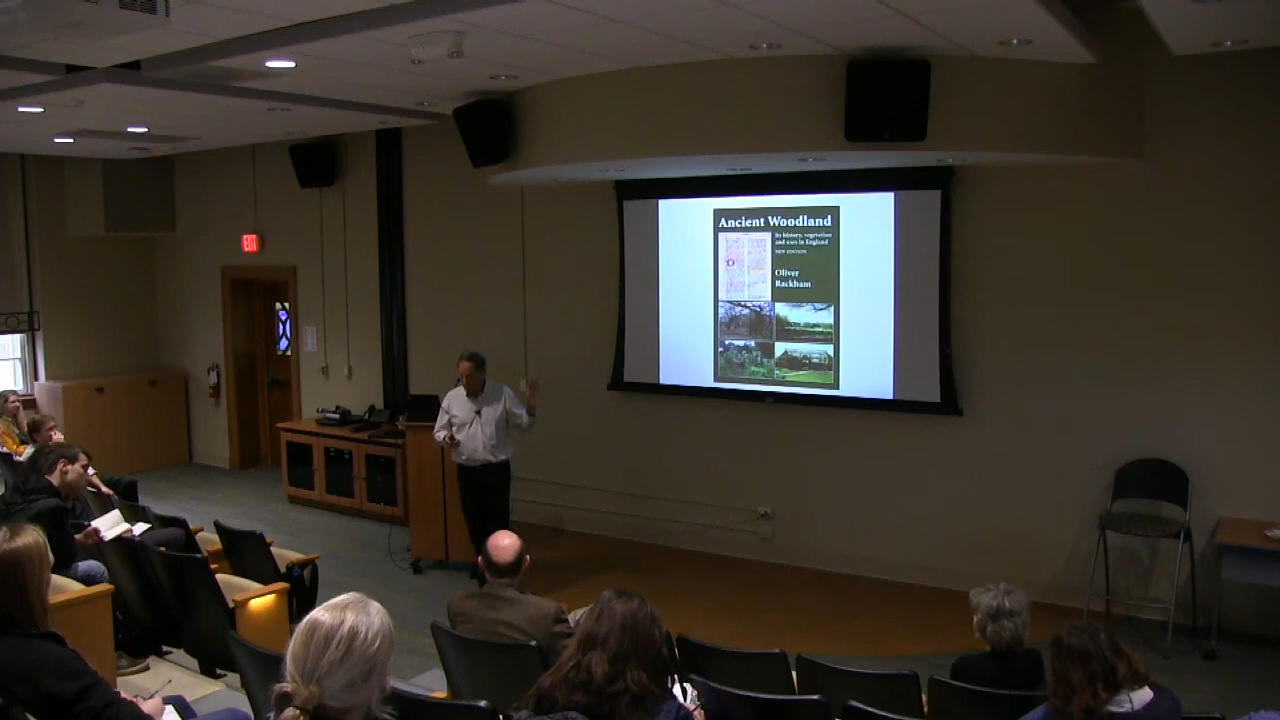 EXIT
Ancient Woodland
its history, vegetation
and uses in England
NEW EDITION
Oliver
Rackham